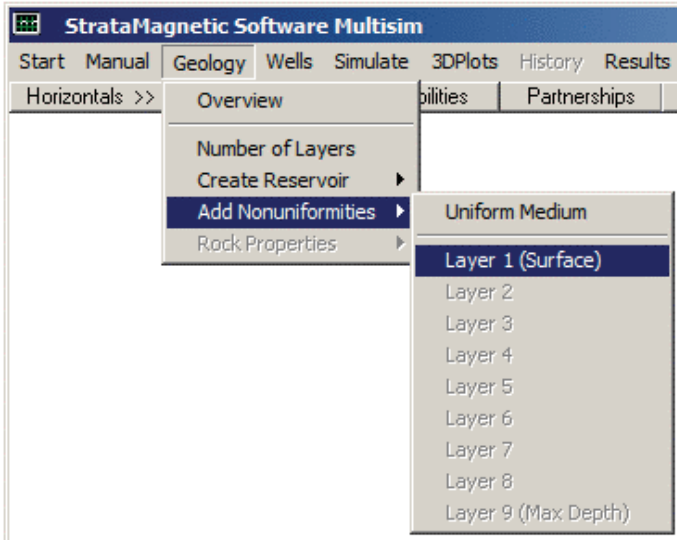 StrataMagnetic Software Multisim
Start Manual Geology Wells Simulate 3DPlots History Results
Horizontals >> bilities Partnerships
Overview
Number of Layers
Create Reservoir
Add Nonuniformities
Rock Properties
Uniform Medium
Layer 1 (Surface)
Layer 2
Layer 3
Layer 4
Layer 5
Layer 6
Layer 7
Layer 8
Layer 9 (Max Depth)